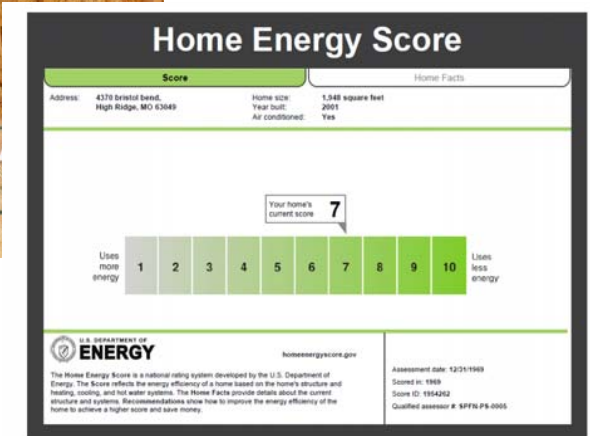 Home Energy Score
Score
Home Facts
Address: 4370 bristol bend,
High Ridge, MO 63049
Home size: 1,948 square feet
Year built: 2001
Air conditioned: Yes
Your home's
current score
7
Uses
more
energy
1 2 3 4 5 6 7 8 9 10
Uses
less
energy
U.S. DEPARTMENT OF
ENERGY
homeenergyscore.gov
The Home Energy Score is a national rating system developed by the U.S. Department of
Energy. The Score reflects the energy efficiency of a home based on the home's structure and
heating, cooling, and hot water systems. The Home Facts provide details about the current
structure and systems. Recommendations show how to improve the energy efficiency of the
home to achieve a higher score and save money.
Assessment date: 12/31/1969
Scored in: 1969
Score ID: 1954262
Qualified assessor #: SPFN-PS-0005